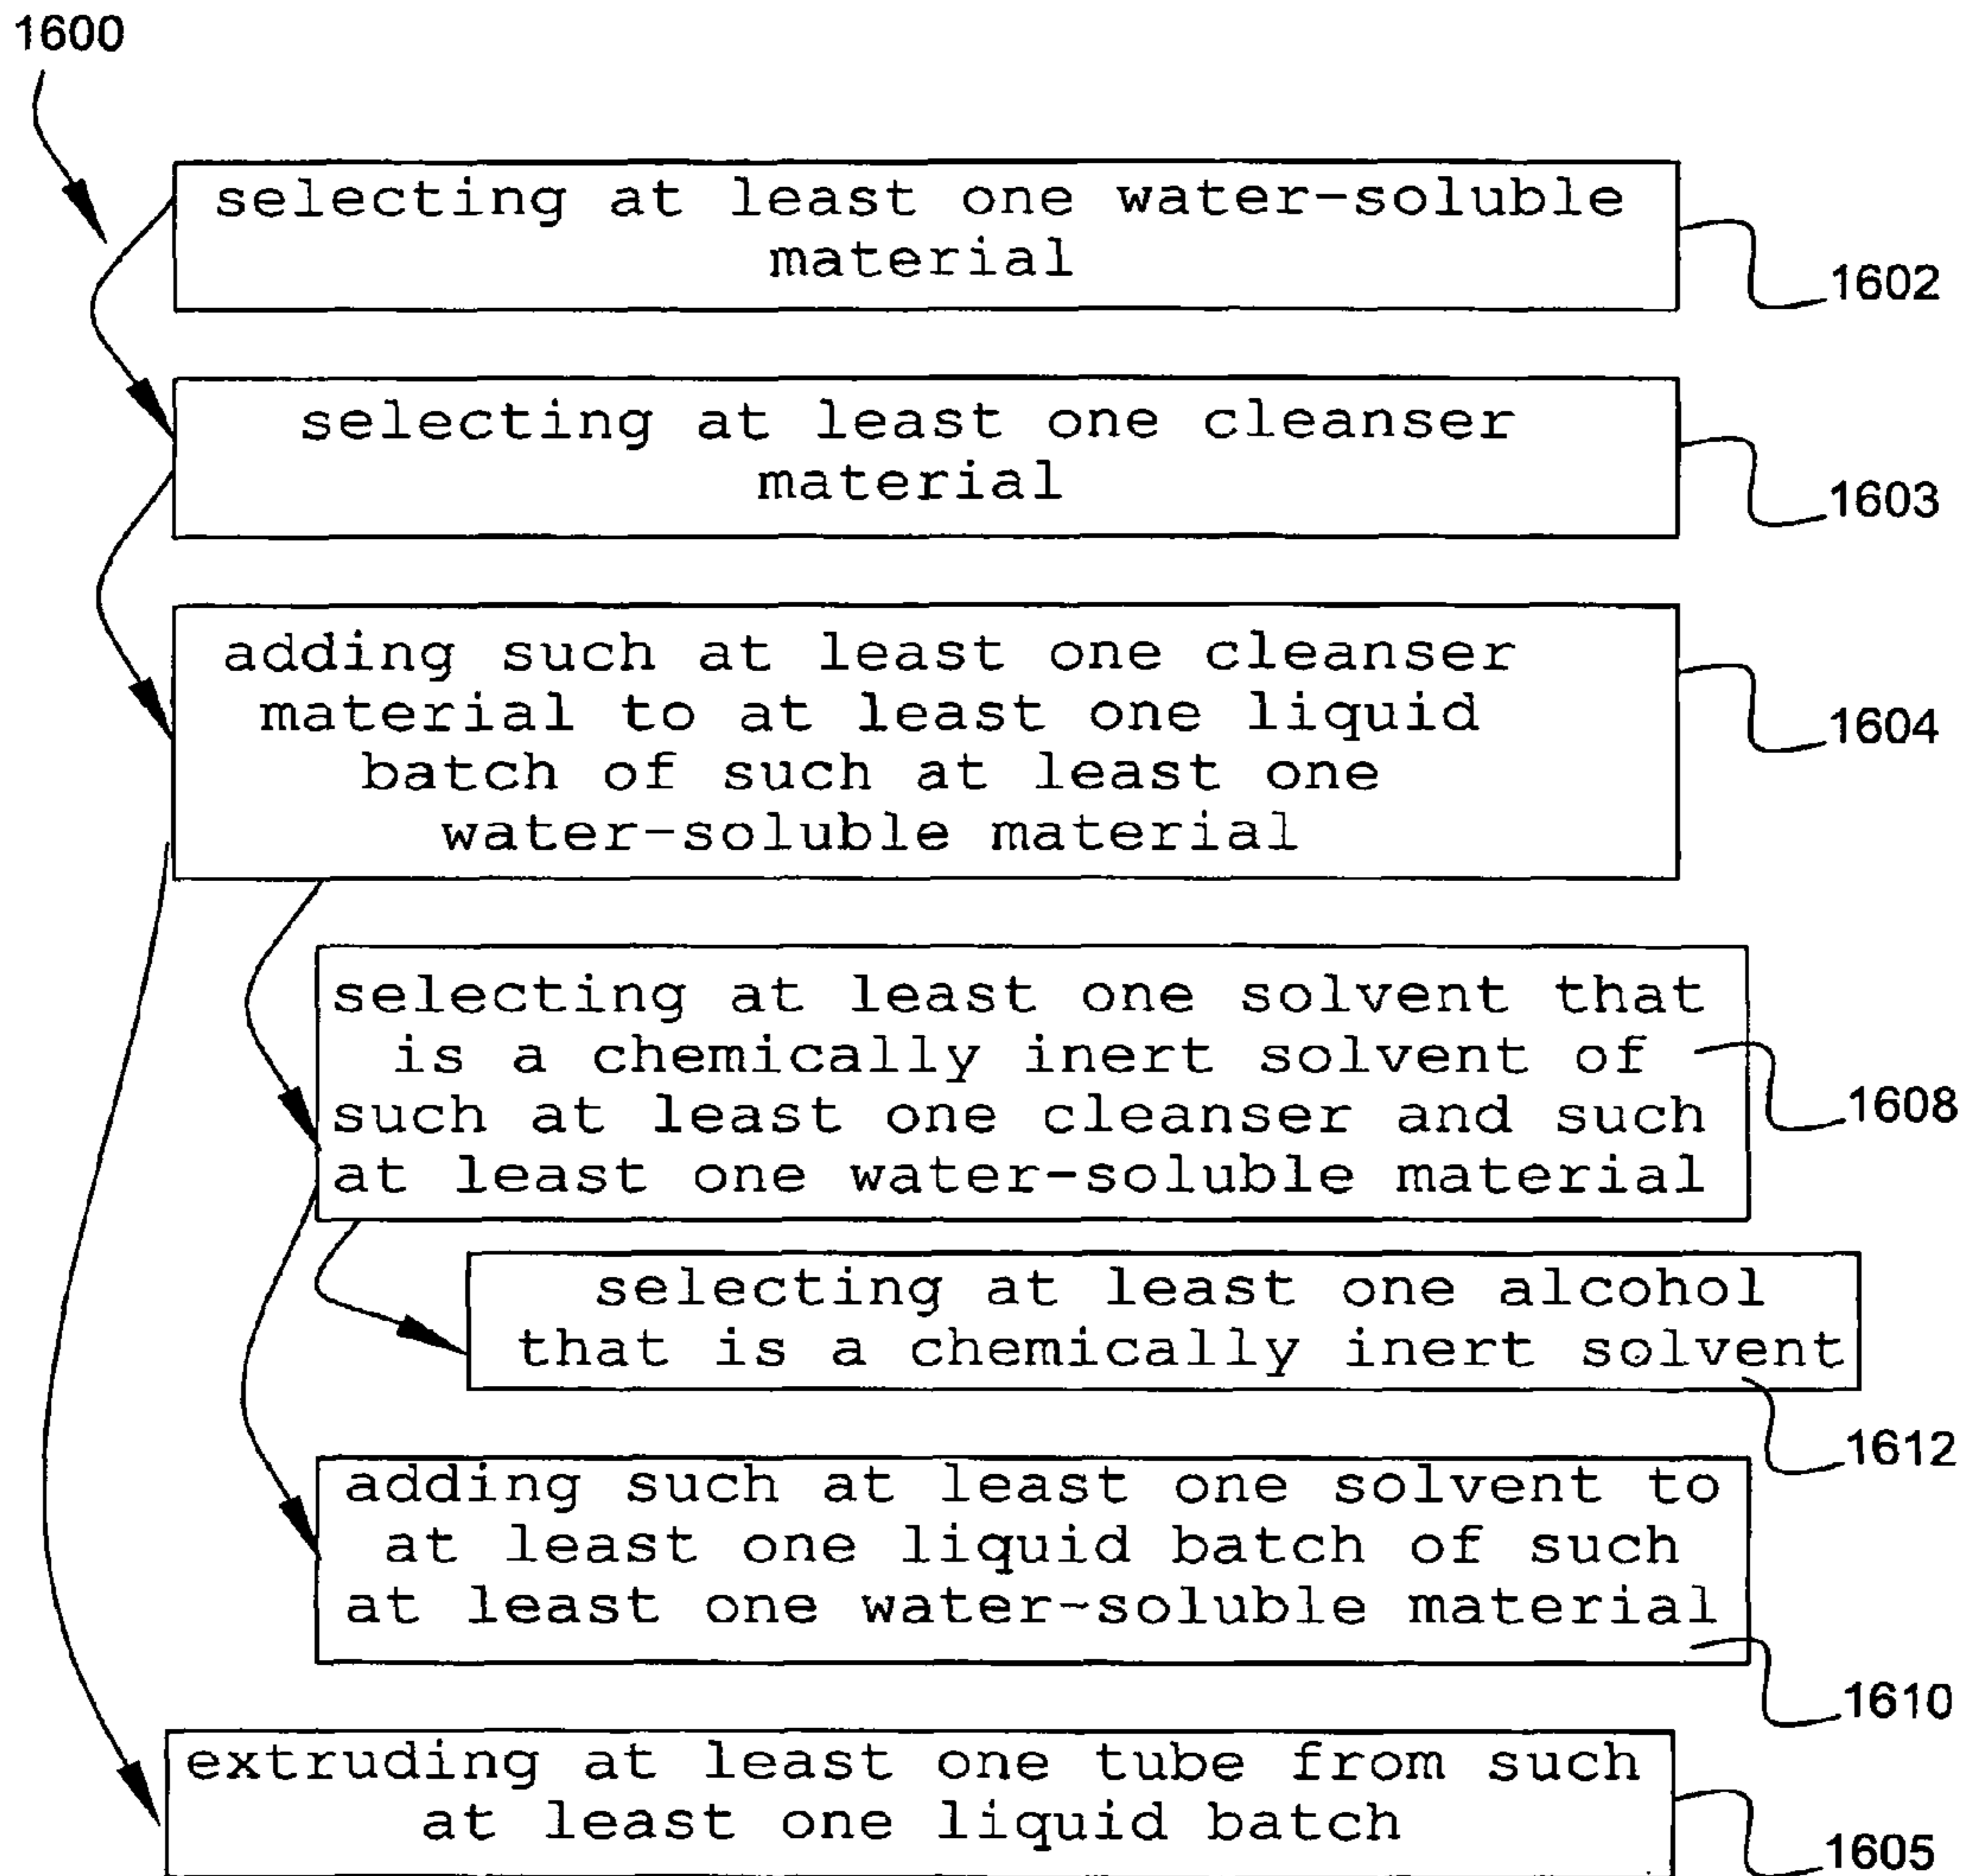 1600
selecting at least one water-soluble
material
1602
selecting at least one cleanser
material
1603
adding such at least one cleanser
material to at least one liquid
batch of such at least one
water-soluble material
1604
selecting at least one solvent that
is a chemically inert solvent of
such at least one cleanser and such
at least one water-soluble material
1608
selecting at least one alcohol
that is a chemically inert solvent
1612
adding such at least one solvent to
at least one liquid batch of such
at least one water-soluble material
1610
extruding at least one tube from such
at least one liquid batch
1605